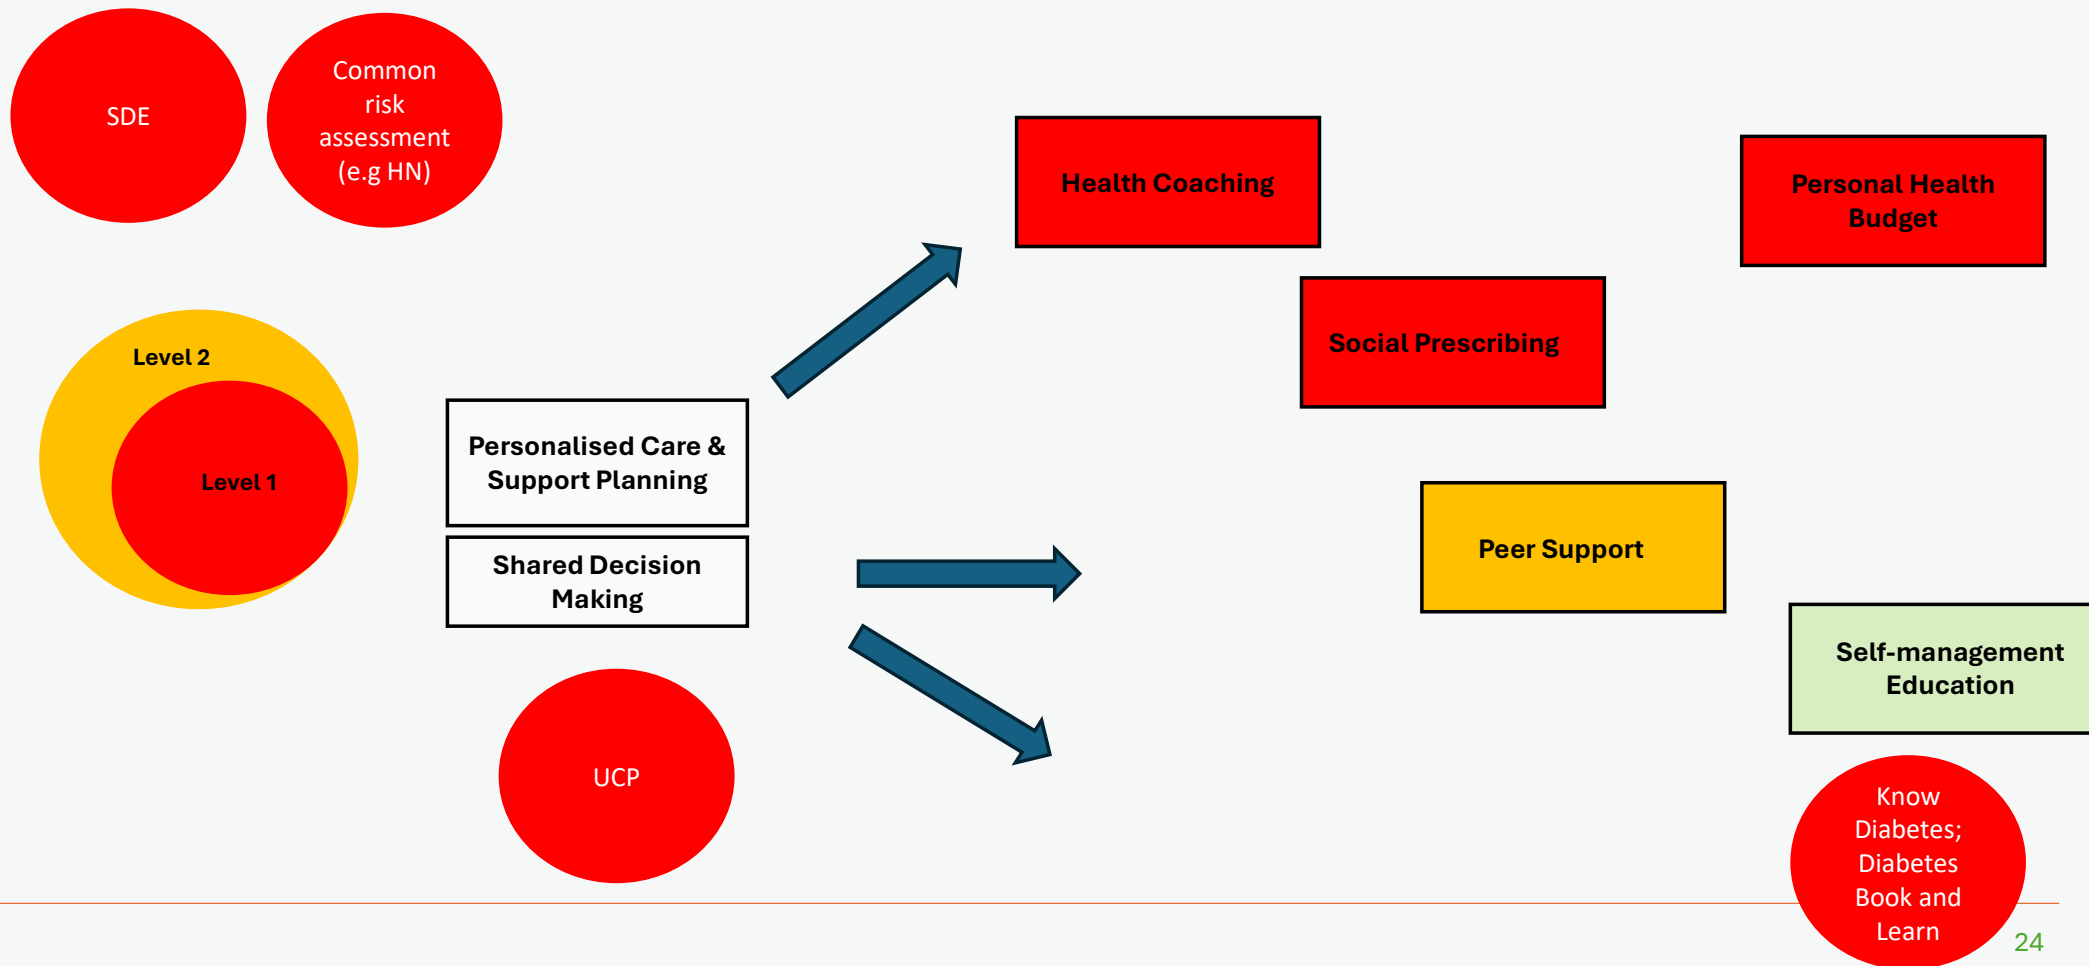 SDE
Common
risk
assessment
(e.g HN)
Health Coaching
Personal Health
Budget
Social Prescribing
Level 2
Level 1
Personalised Care &
Support Planning
Shared Decision
Making
Peer Support
Self-management
Education
UCP
Know
Diabetes;
Diabetes
Book and
Learn
24